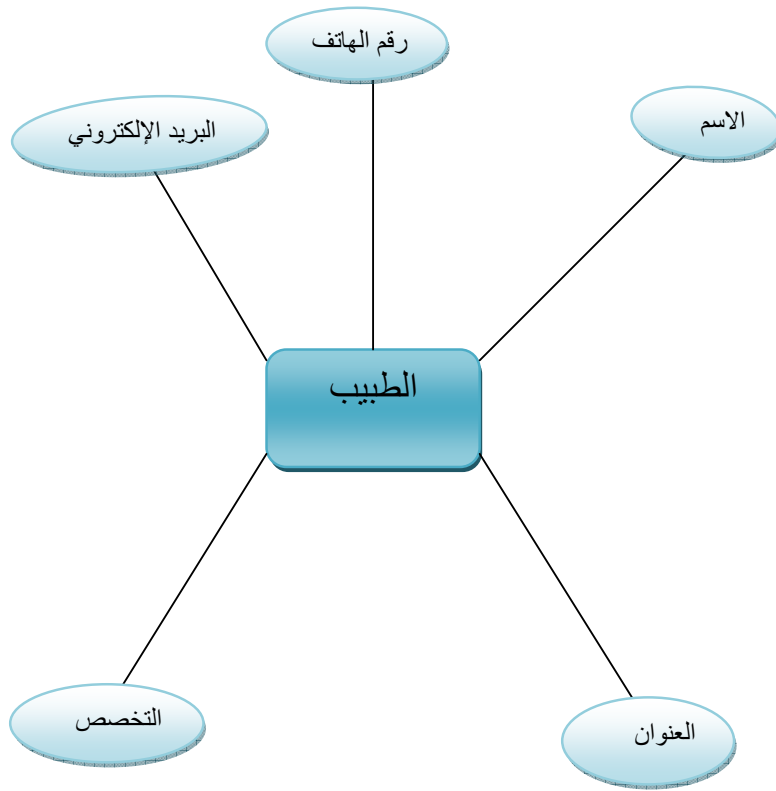 رقم الهاتف
الاسم
البريد الإلكتروني
الطبيب
التخصص
العنوان